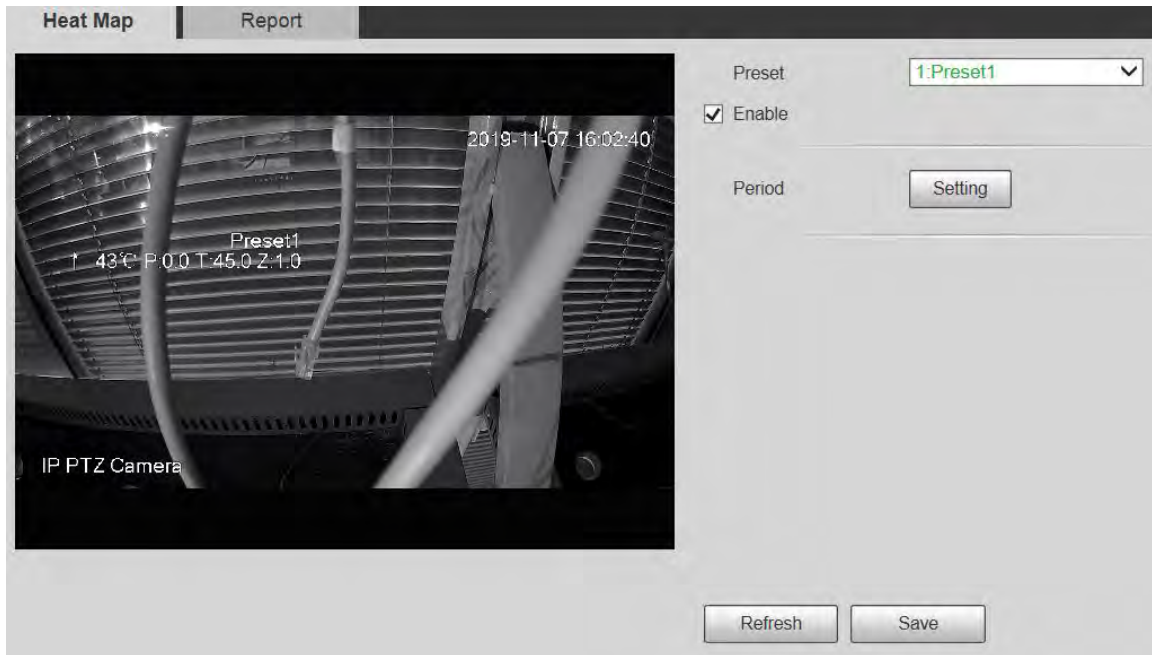 Heat Map
Report
Preset
1:Preset1
Enable
2019-11-07 16:02:40
Period
Setting
Preset1
↑ 43℃ P:0.0 T:45.0 Z:1.0
IP PTZ Camera
Refresh
Save